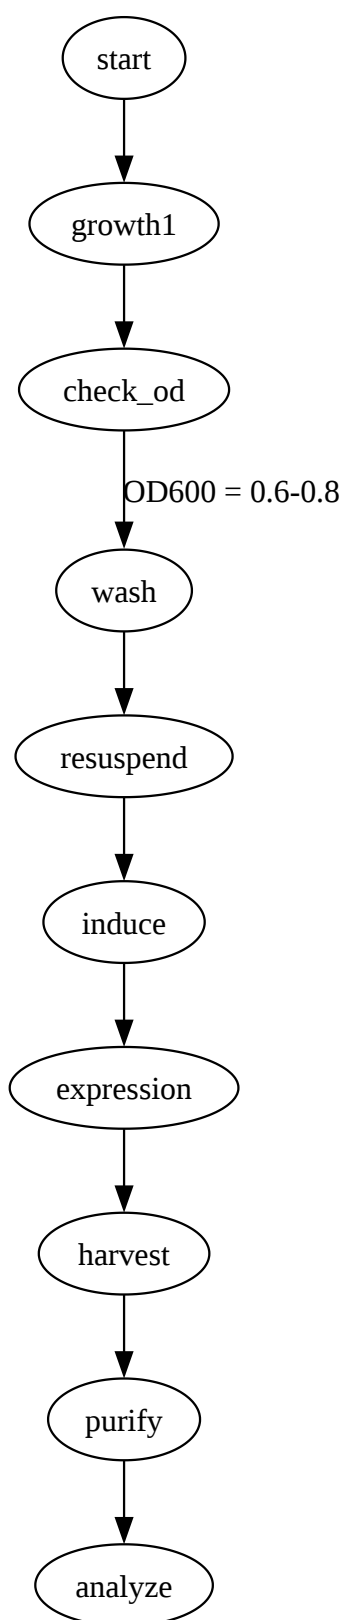 start
growth1
check_od
OD600 = 0.6-0.8
wash
resuspend
induce
expression
harvest
purify
analyze